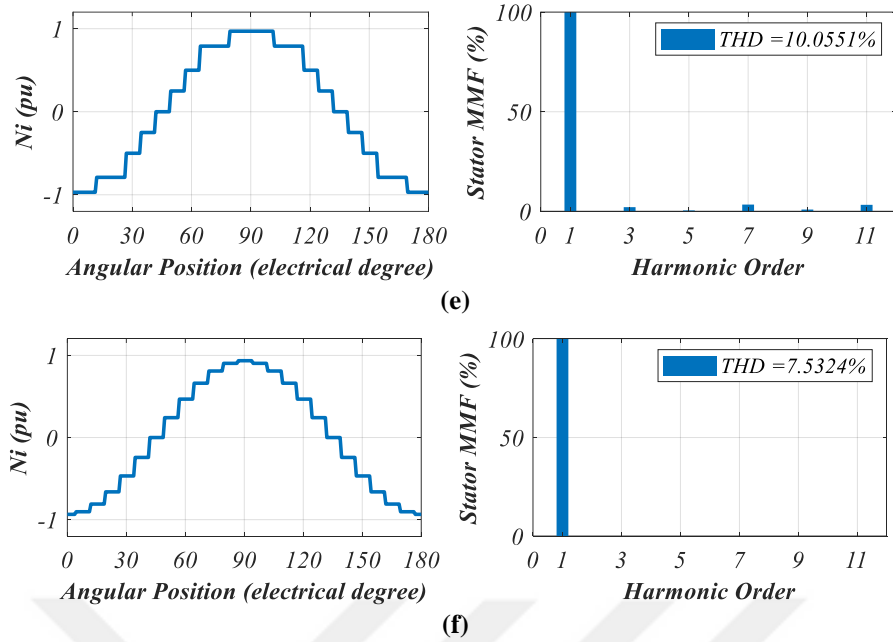 1
0
-1
Ni (pu)
0 30 60 90 120 150 180
Angular Position (electrical degree)
100
50
0
Stator MMF (%)
THD =10.0551%
0 1 3 5 7 9 11
Harmonic Order
(e)
1
0
-1
Ni (pu)
0 30 60 90 120 150 180
Angular Position (electrical degree)
100
50
0
Stator MMF (%)
THD =7.5324%
0 1 3 5 7 9 11
Harmonic Order
(f)